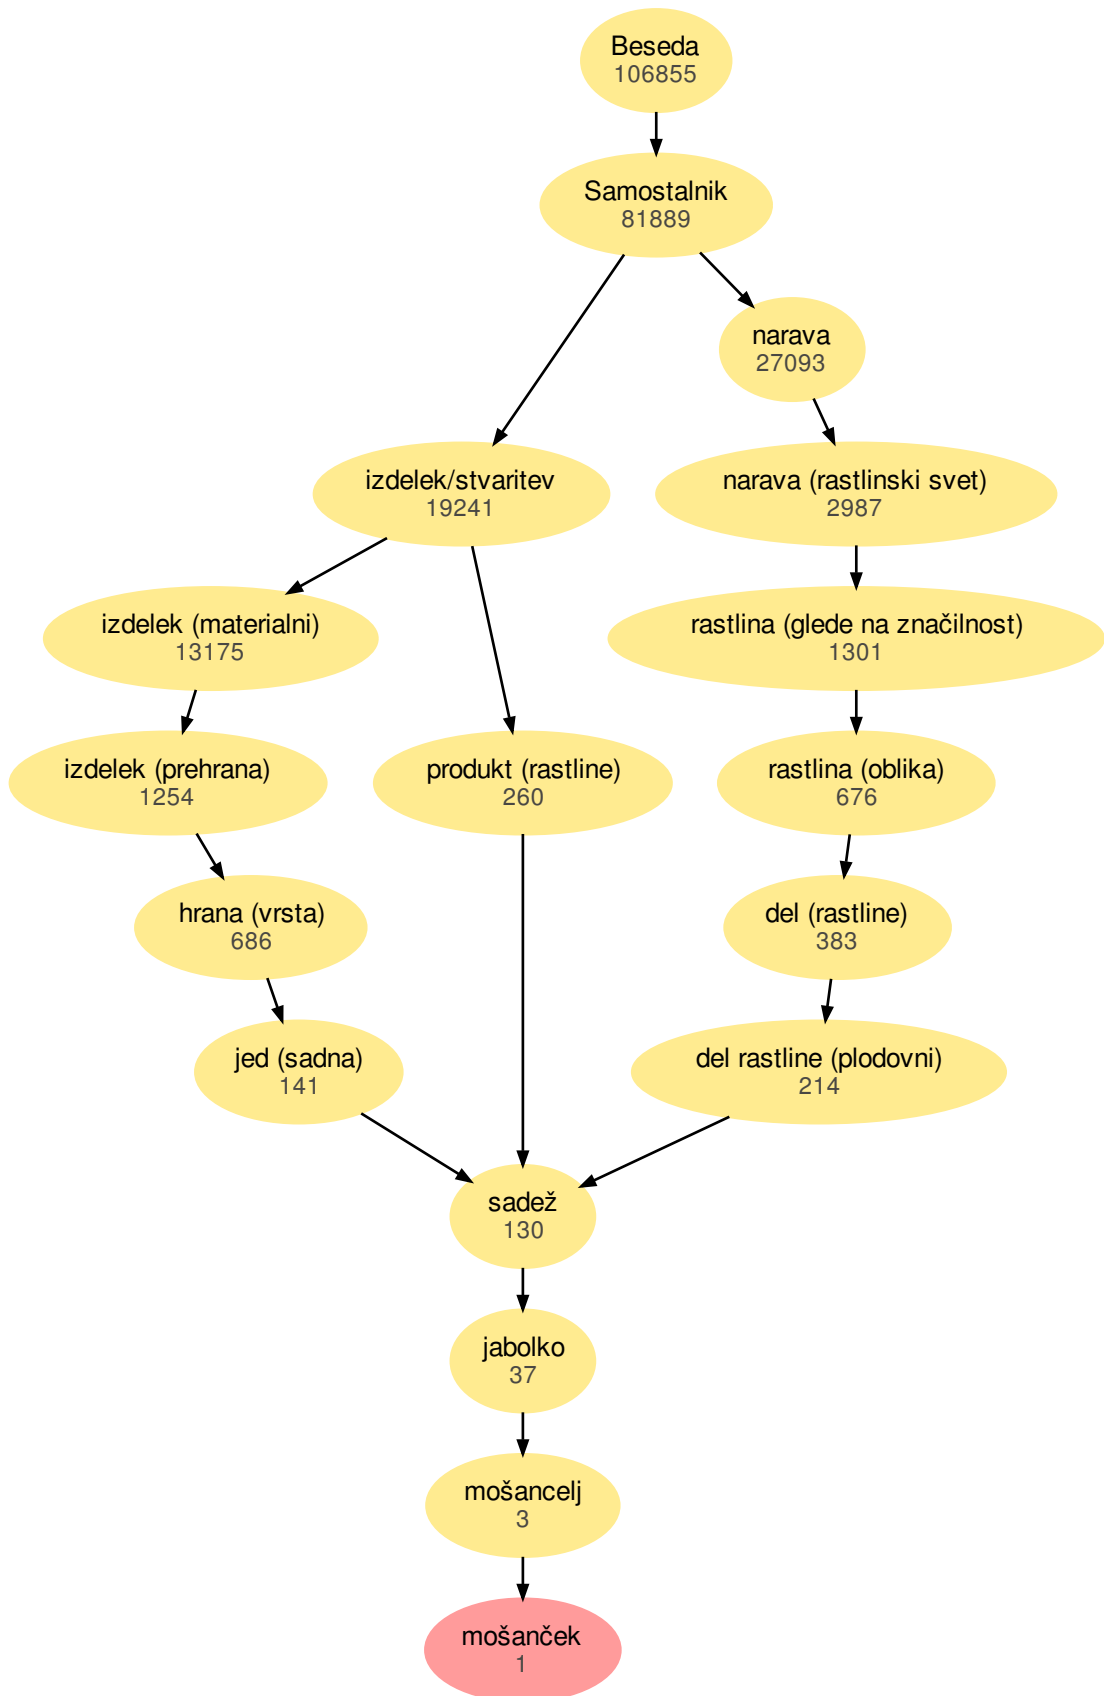 Beseda
106855
Samostalnik
81889
narava
27093
izdelek/stvaritev
19241
narava (rastlinski svet)
2987
izdelek (materialni)
13175
rastlina (glede na značilnost)
1301
izdelek (prehrana)
1254
produkt (rastline)
260
rastlina (oblika)
676
hrana (vrsta)
686
del (rastline)
383
jed (sadna)
141
del rastline (plodovni)
214
sadež
130
jabolko
37
mošancelj
3
mošanček
1